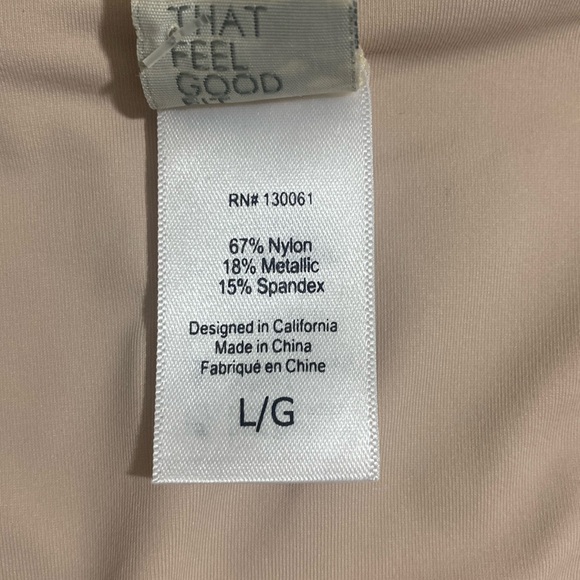 THAT
FEEL
GOOD
FIT
RN# 130061
67% Nylon
18% Metallic
15% Spandex
Designed in California
Made in China
Fabriqué en Chine
L/G